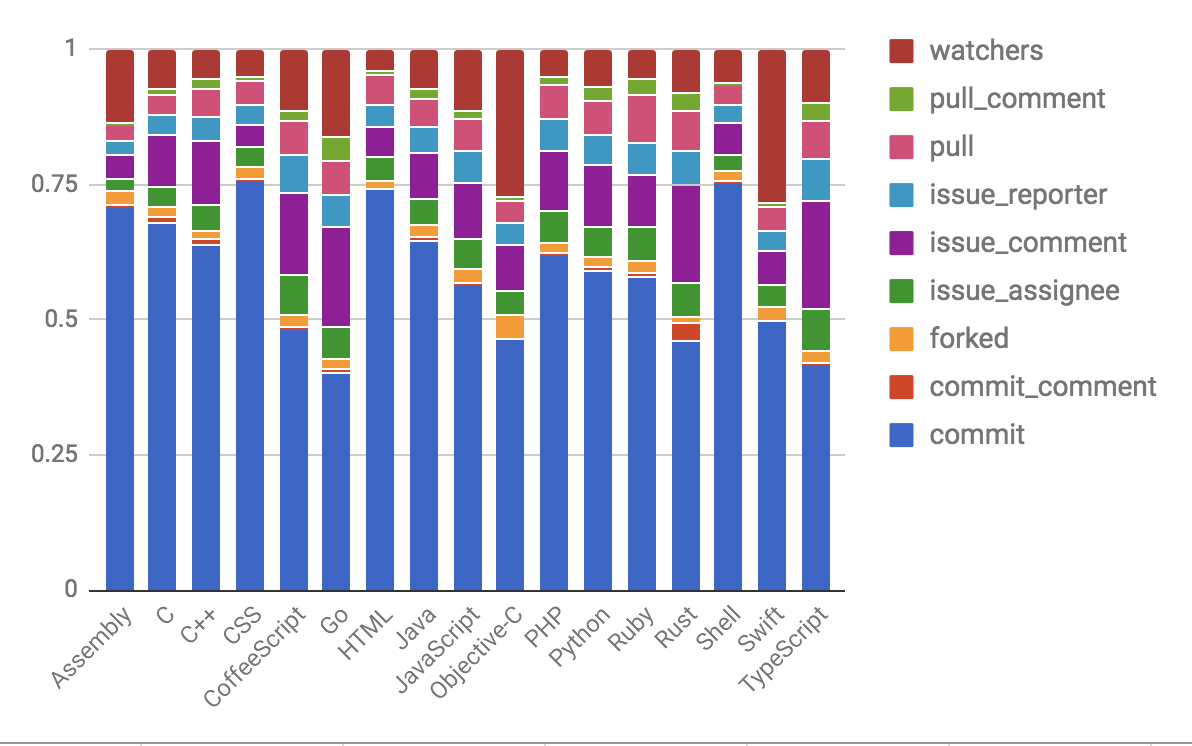 1
0.75
0.5
0.25
0
Assembly
C
C++
CSS
CoffeeScript
Go
HTML
Java
JavaScript
Objective-C
PHP
Python
Ruby
Rust
Shell
Swift
TypeScript
watchers
pull_comment
pull
issue_reporter
issue_comment
issue_assignee
forked
commit_comment
commit